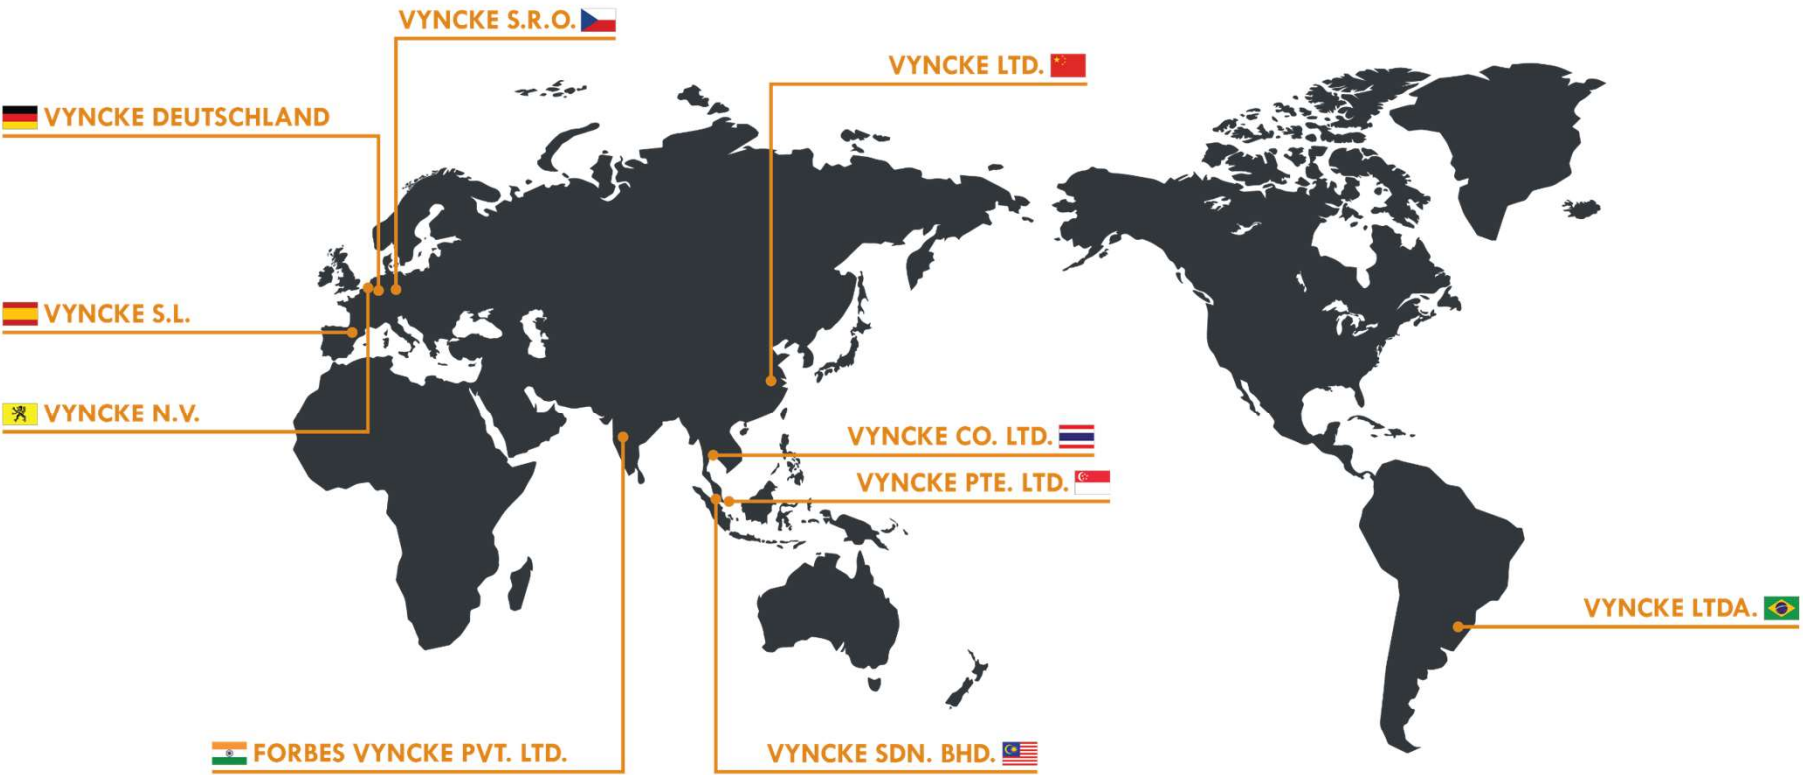 VYNCKE S.R.O.
VYNCKE LTD.
VYNCKE DEUTSCHLAND
VYNCKE S.L.
VYNCKE N.V.
VYNCKE CO. LTD.
VYNCKE PTE. LTD.
VYNCKE LTDA.
FORBES VYNCKE PVT. LTD.
VYNCKE SDN. BHD.